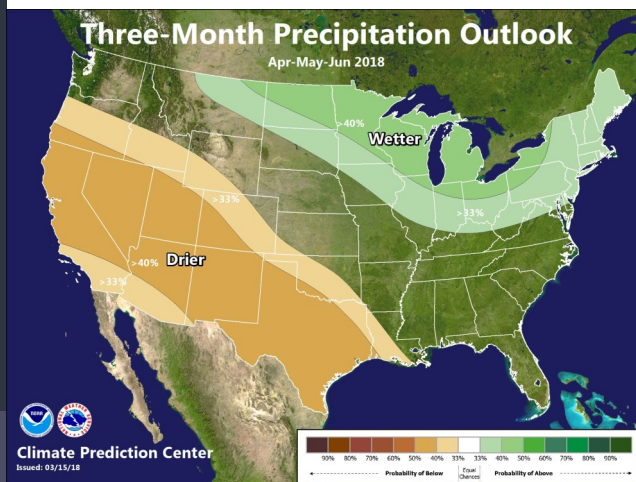 Three-Month Precipitation Outlook
Apr-May-Jun 2018
>40%
Wetter
>33%
>33%
>40%
Drier
>33%
NOAA
Climate Prediction Center
Issued: 03/15/18
90% 80% 70% 60% 50% 40% 33% 33% 40% 50% 60% 70% 80% 90%
Probability of Below
Equal
Chances
Probability of Above